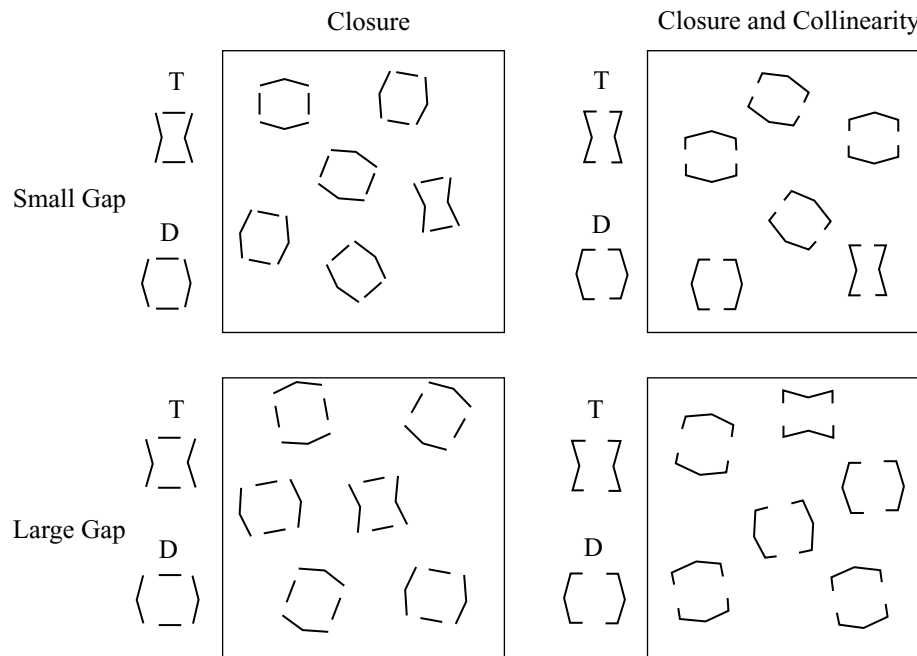 Closure
Closure and Collinearity
T
T
Small Gap
D
D
T
T
Large Gap
D
D